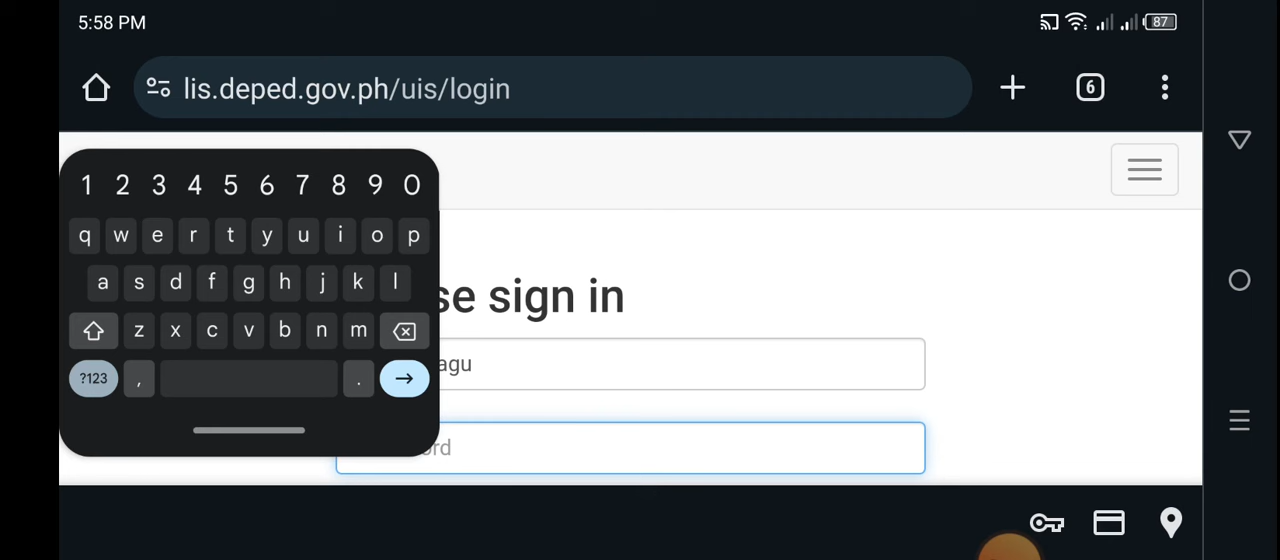 5:58 PM
87
lis.deped.gov.ph/uis/login
6
1 2 3 4 5 6 7 8 9 0
q w e r t y u i o p
a s d f g h j k l
z x c v b n m
?123 , .
se sign in
agu
ord